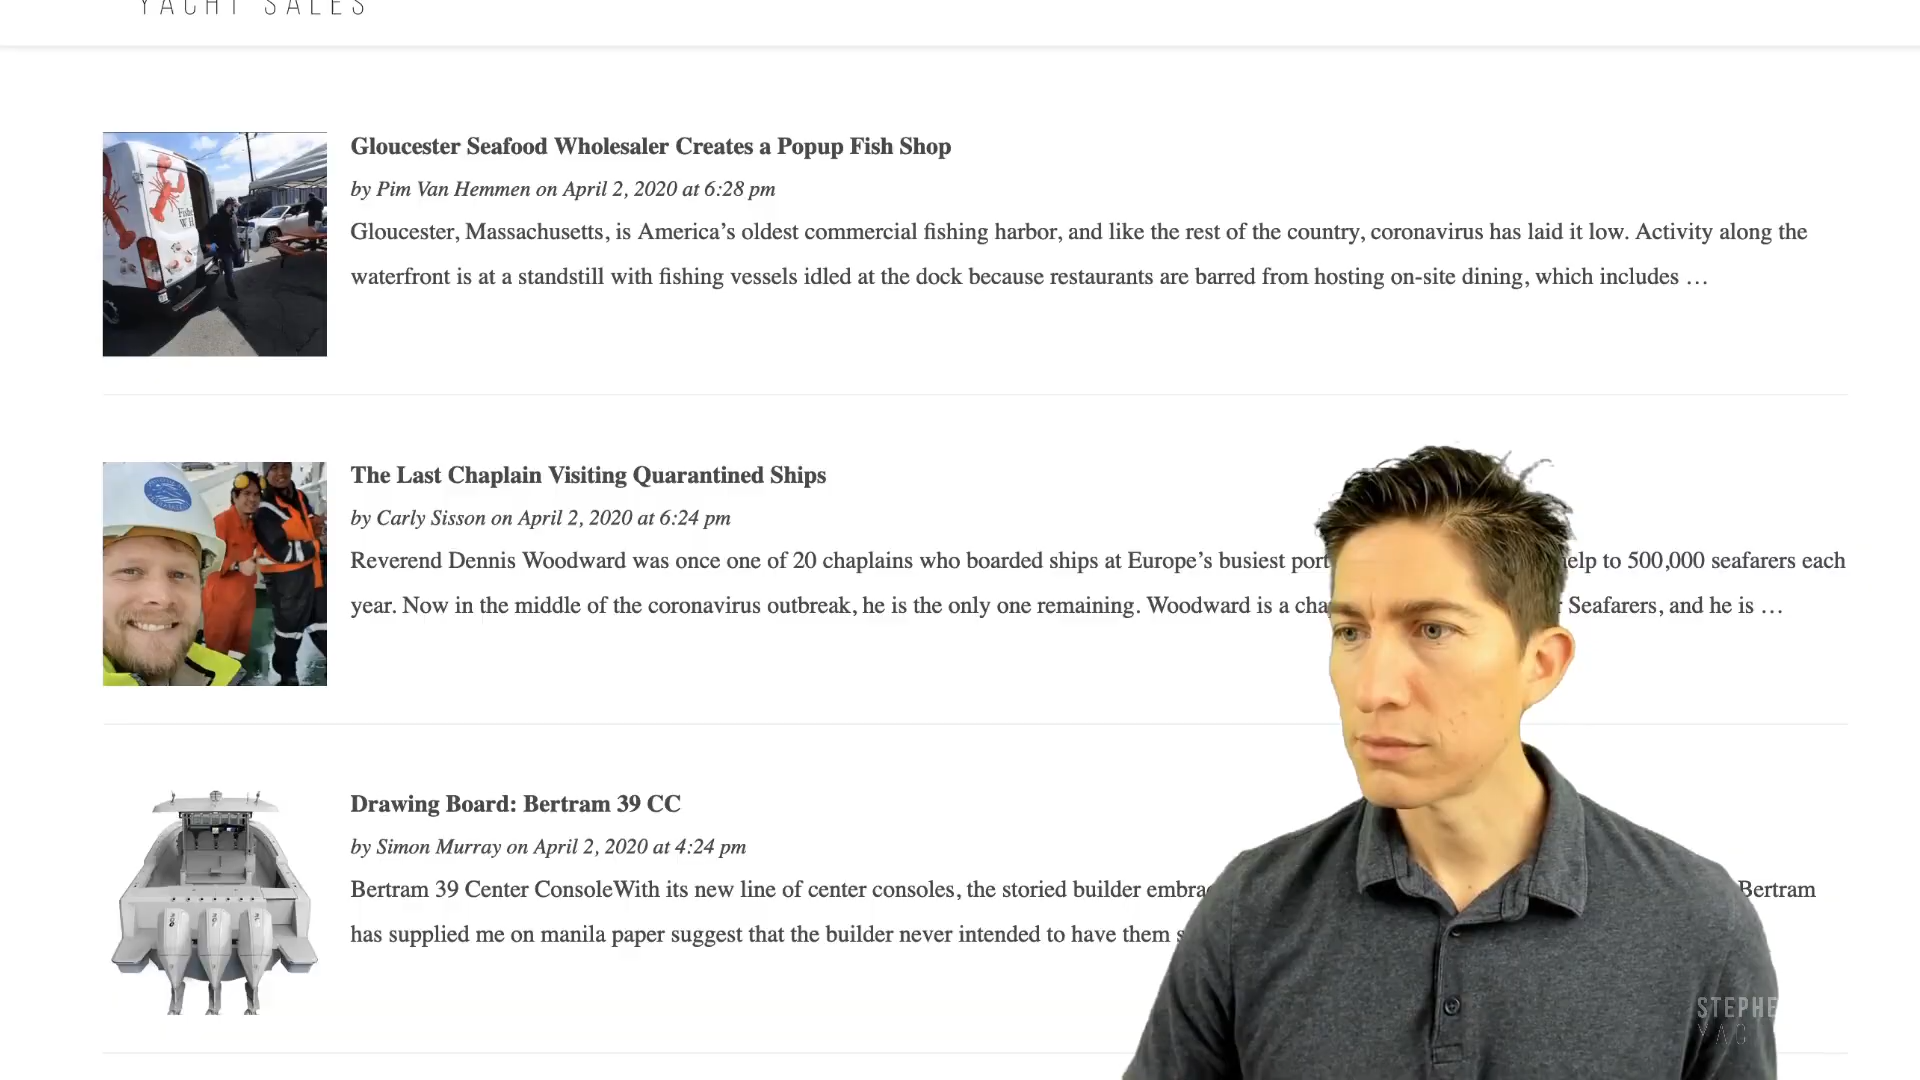 YACHT SALES
Gloucester Seafood Wholesaler Creates a Popup Fish Shop
by Pim Van Hemmen on April 2, 2020 at 6:28 pm
Gloucester, Massachusetts, is America’s oldest commercial fishing harbor, and like the rest of the country, coronavirus has laid it low. Activity along the
waterfront is at a standstill with fishing vessels idled at the dock because restaurants are barred from hosting on-site dining, which includes …
The Last Chaplain Visiting Quarantined Ships
by Carly Sisson on April 2, 2020 at 6:24 pm
Reverend Dennis Woodward was once one of 20 chaplains who boarded ships at Europe’s busiest port elp to 500,000 seafarers each
year. Now in the middle of the coronavirus outbreak, he is the only one remaining. Woodward is a cha Seafarers, and he is …
Drawing Board: Bertram 39 CC
by Simon Murray on April 2, 2020 at 4:24 pm
Bertram 39 Center ConsoleWith its new line of center consoles, the storied builder embra Bertram
has supplied me on manila paper suggest that the builder never intended to have them s
STEPHE
YAC